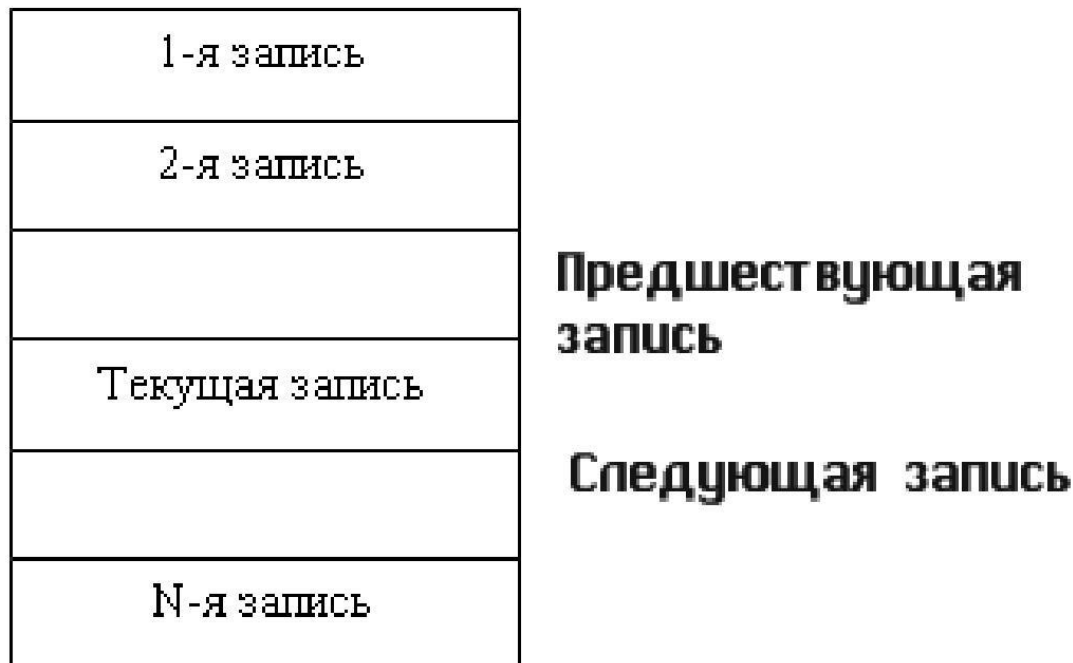 1-я запись
2-я запись
Предшествующая
запись
Текущая запись
Следующая запись
N-я запись